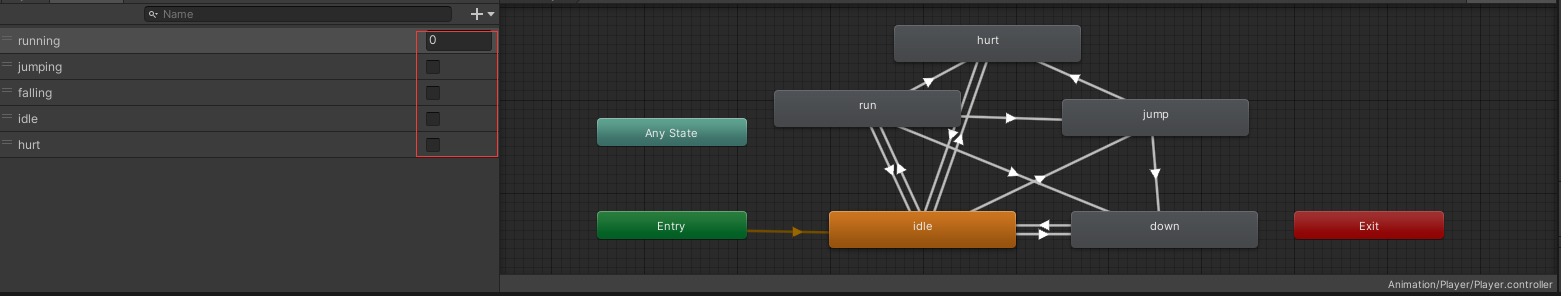 Name
running
0
jumping
falling
idle
hurt
hurt
run
jump
Any State
Entry
idle
down
Exit
Animation/Player/Player.controller